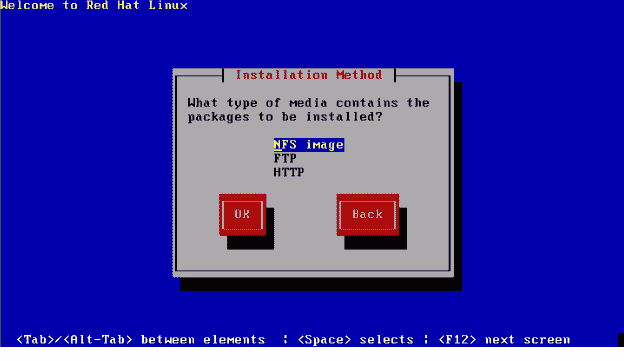 Welcome to Red Hat Linux
Installation Method
What type of media contains the
packages to be installed?
NFS image
FTP
HTTP
OK Back
<Tab>/<Alt-Tab> between elements | <Space> selects | <F12> next screen